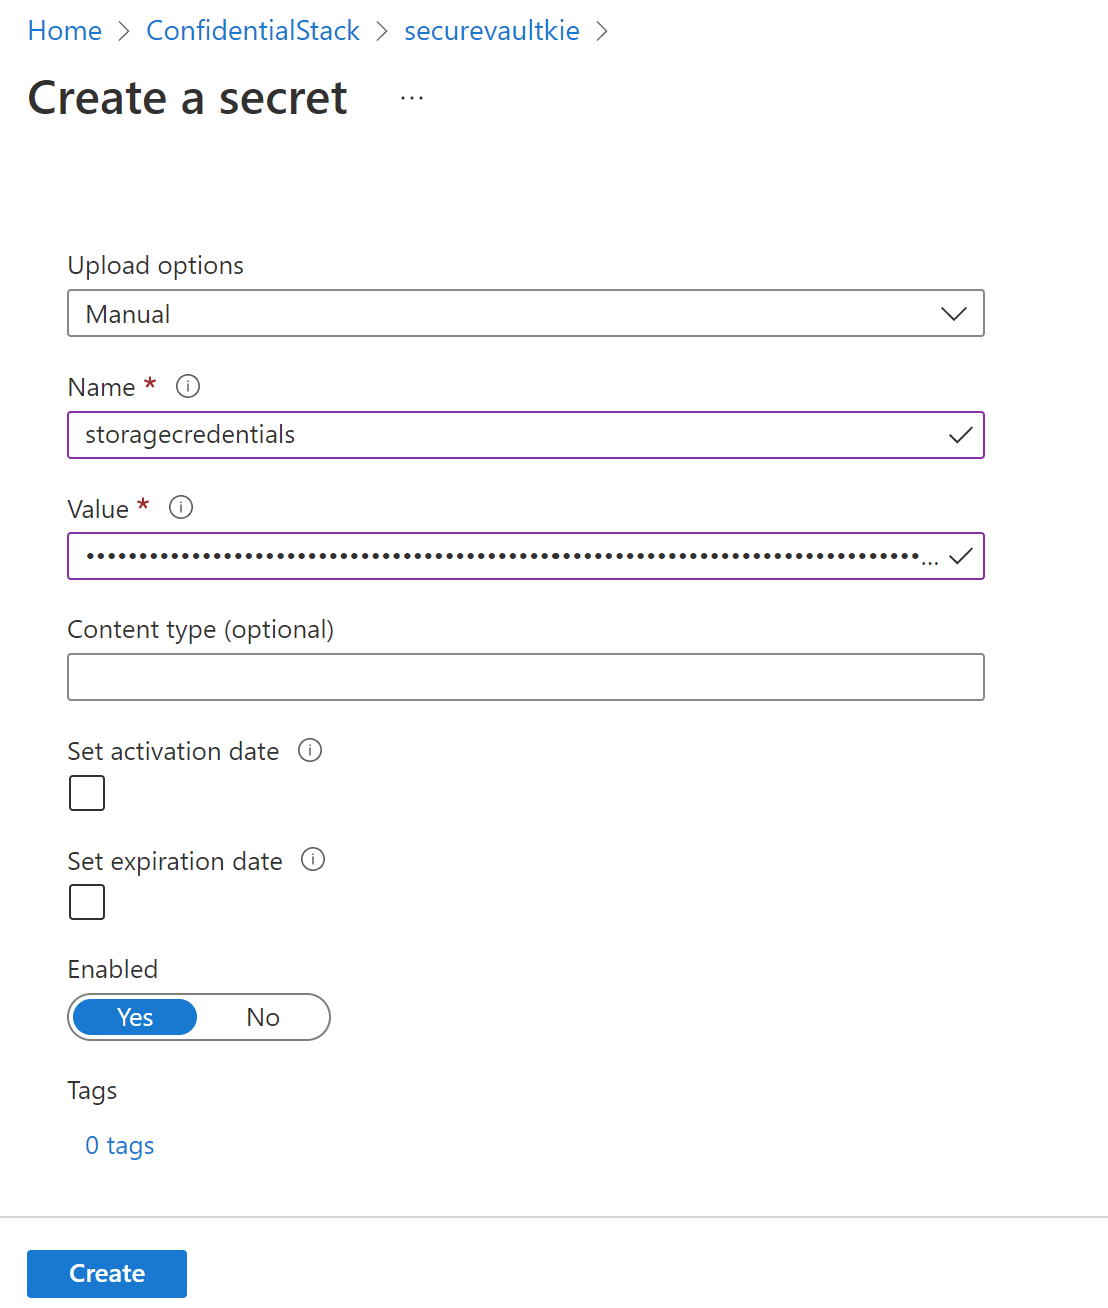 Home > ConfidentialStack > securevaultkie >
Create a secret ...
Upload options
Manual
Name *
storagecredentials
Value *
•••••••••••••••••••••••••••••••••••••••••••••••••••••••••••••••••••••••••••••••...
Content type (optional)
Set activation date
Set expiration date
Enabled
Yes No
Tags
0 tags
Create